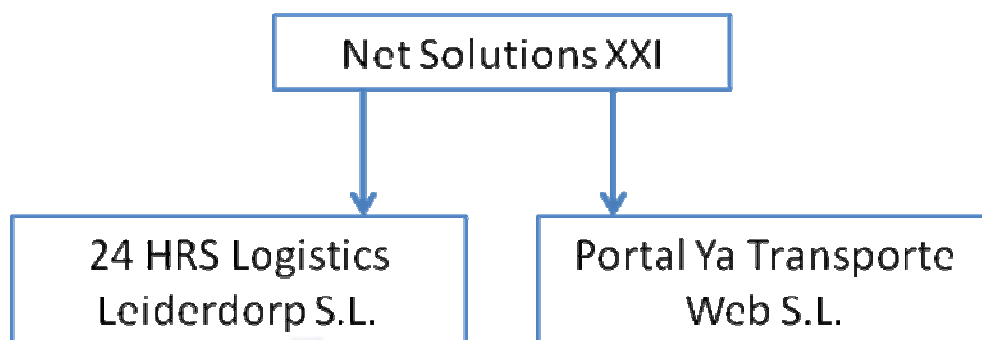 Net Solutions XXI
24 HRS Logistics
Leiderdorp S.L.
Portal Ya Transporte
Web S.L.